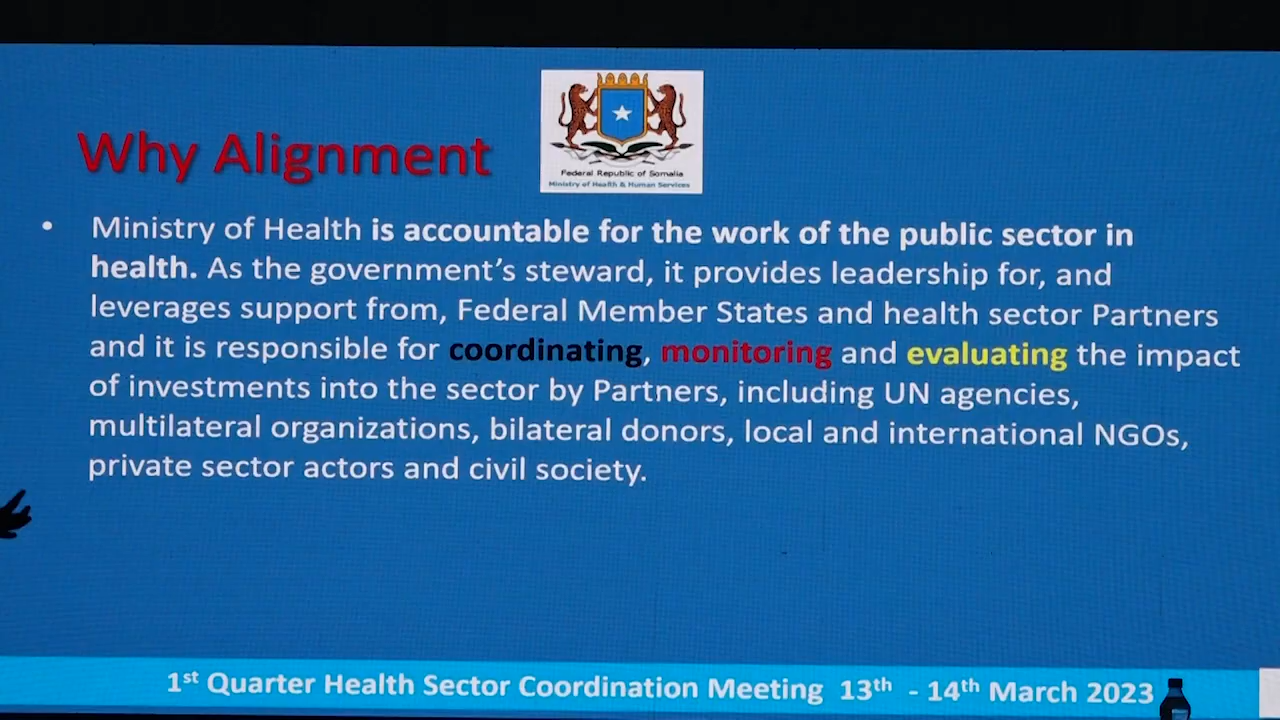 Why Alignment
Federal Republic of Somalia
Ministry of Health & Human Services
• Ministry of Health is accountable for the work of the public sector in
health. As the government’s steward, it provides leadership for, and
leverages support from, Federal Member States and health sector Partners
and it is responsible for coordinating, monitoring and evaluating the impact
of investments into the sector by Partners, including UN agencies,
multilateral organizations, bilateral donors, local and international NGOs,
private sector actors and civil society.
1st Quarter Health Sector Coordination Meeting 13th - 14th March 2023